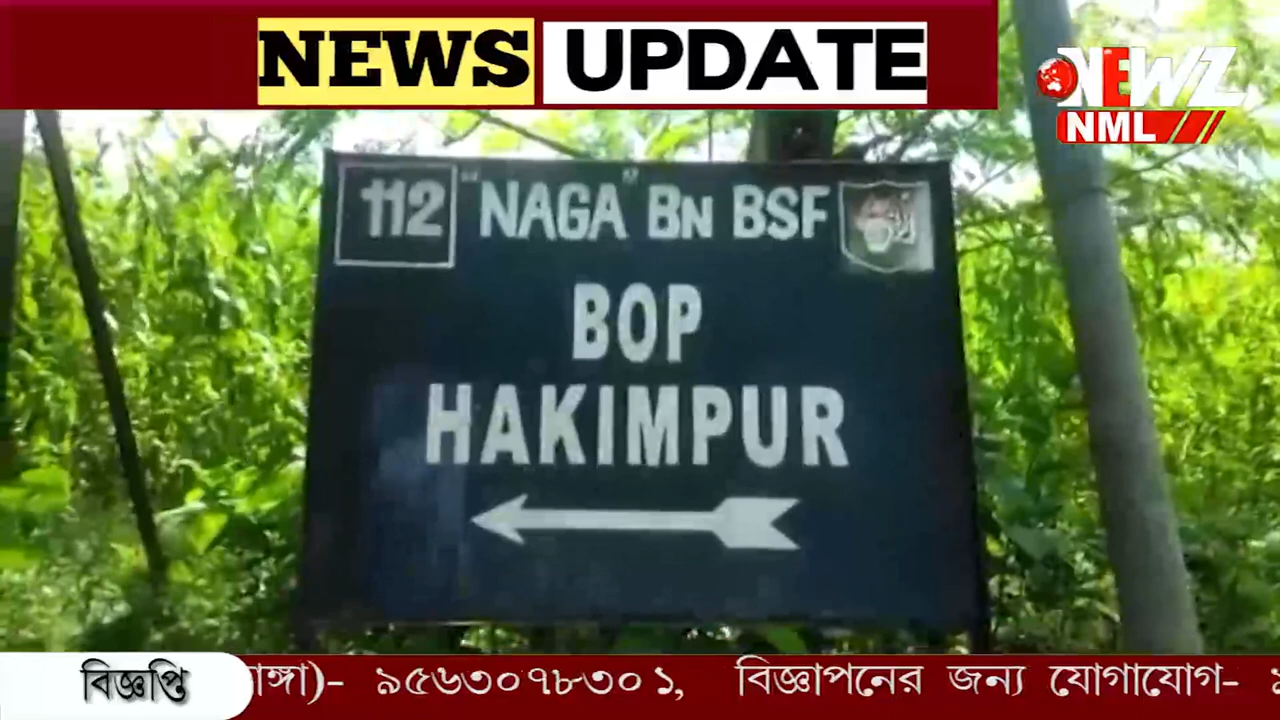 NEWS UPDATE
NEWZ
NML
112 "NAGA" BN BSF
BOP
HAKIMPUR
বিজ্ঞপ্তি
াঙ্গা)- ৯৫৬৩০৭৮৩০১, বিজ্ঞাপনের জন্য যোগাযোগ-